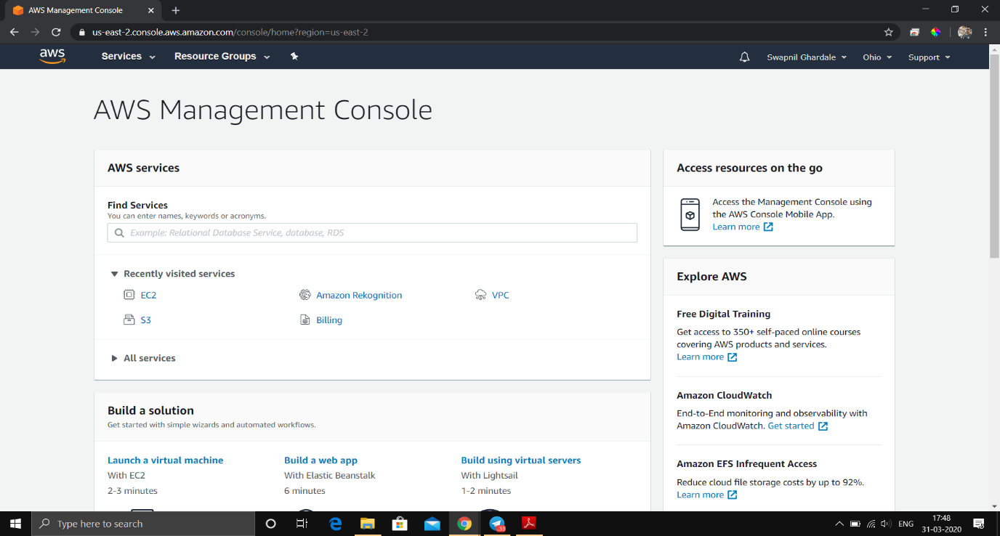 AWS Management Console
us-east-2.console.aws.amazon.com/console/home?region=us-east-2
aws Services Resource Groups Swapnil Ghardale Ohio Support
AWS Management Console
AWS services
Find Services
You can enter names, keywords or acronyms.
Example: Relational Database Service, database, RDS
Recently visited services
EC2 Amazon Rekognition VPC
S3 Billing
All services
Build a solution
Get started with simple wizards and automated workflows.
Launch a virtual machine Build a web app Build using virtual servers
With EC2 With Elastic Beanstalk With Lightsail
2-3 minutes 6 minutes 1-2 minutes
Access resources on the go
Access the Management Console using
the AWS Console Mobile App.
Learn more
Explore AWS
Free Digital Training
Get access to 350+ self-paced online courses
covering AWS products and services.
Learn more
Amazon CloudWatch
End-to-End monitoring and observability with
Amazon CloudWatch. Get started
Amazon EFS Infrequent Access
Reduce cloud file storage costs by up to 92%.
Learn more
Type here to search ENG 17:48
31-03-2020